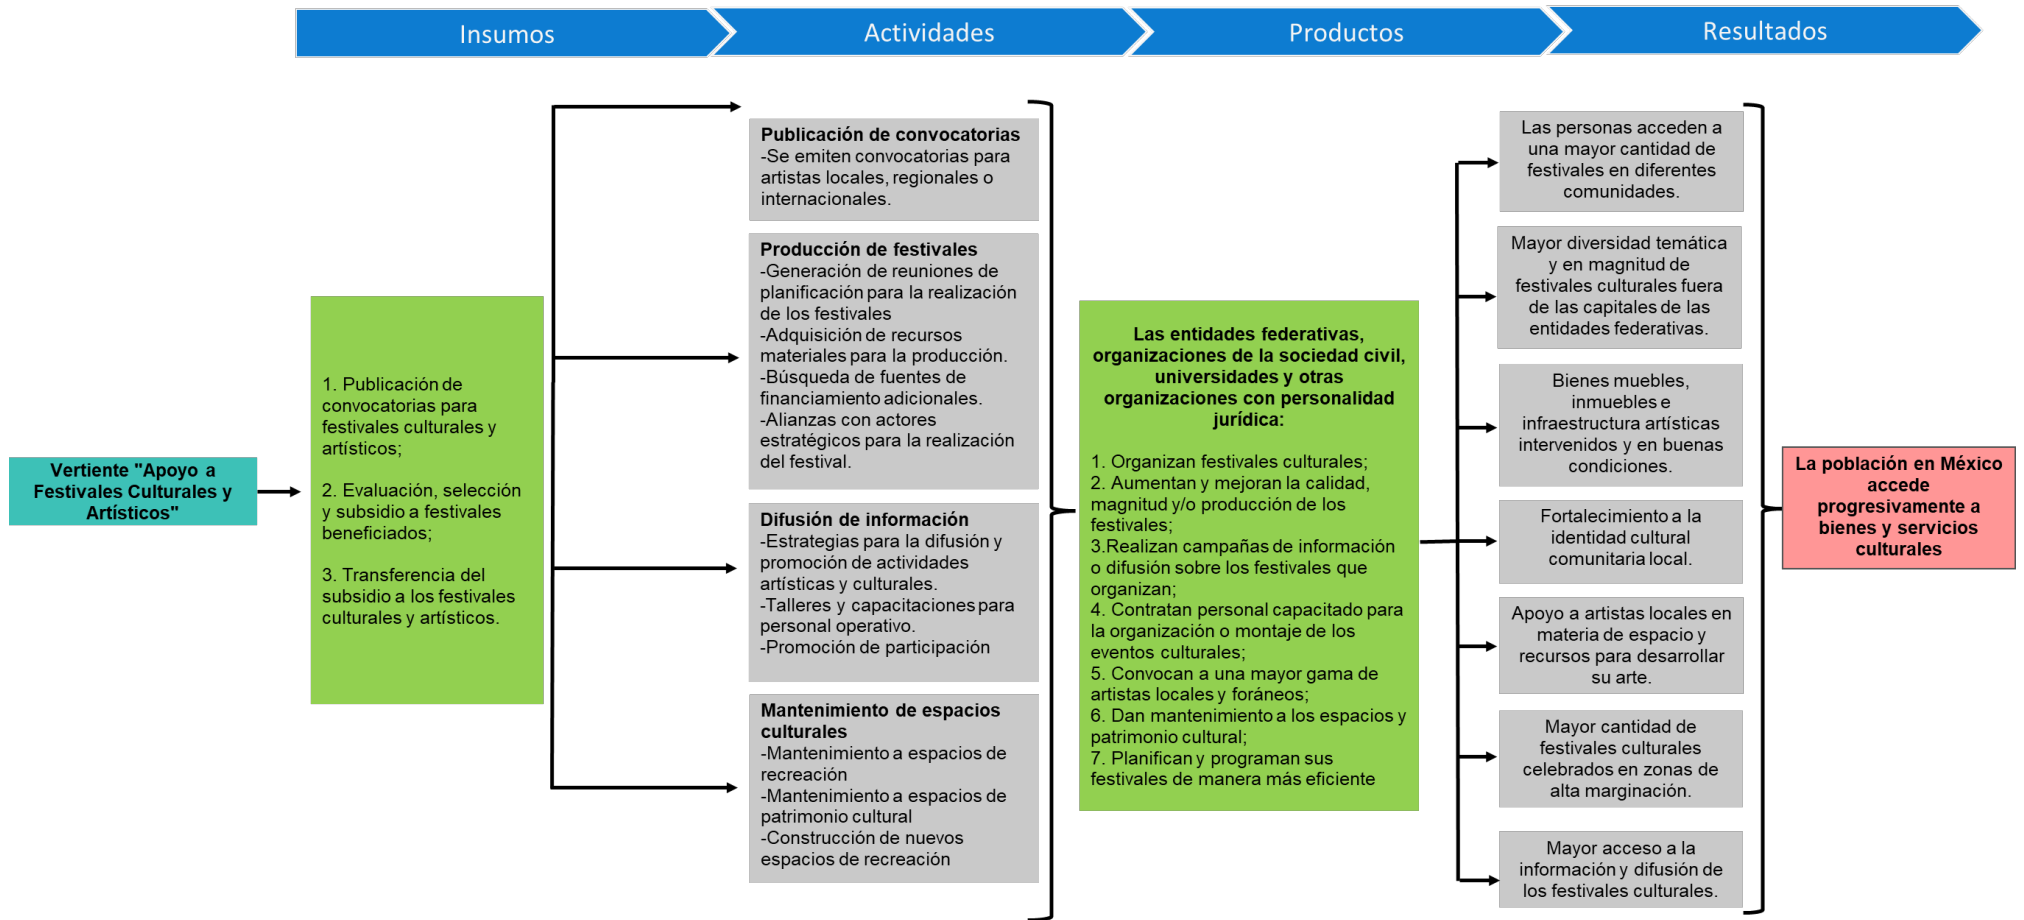 Insumos
Actividades
Productos
Resultados
Vertiente "Apoyo a
Festivales Culturales y
Artísticos"
1. Publicación de
convocatorias para
festivales culturales y
artísticos;
2. Evaluación, selección
y subsidio a festivales
beneficiados;
3. Transferencia del
subsidio a los festivales
culturales y artísticos.
Publicación de convocatorias
-Se emiten convocatorias para
artistas locales, regionales o
internacionales.
Producción de festivales
-Generación de reuniones de
planificación para la realización
de los festivales
-Adquisición de recursos
materiales para la producción.
-Búsqueda de fuentes de
financiamiento adicionales.
-Alianzas con actores
estratégicos para la realización
del festival.
Difusión de información
-Estrategias para la difusión y
promoción de actividades
artísticas y culturales.
-Talleres y capacitaciones para
personal operativo.
-Promoción de participación
Mantenimiento de espacios
culturales
-Mantenimiento a espacios de
recreación
-Mantenimiento a espacios de
patrimonio cultural
-Construcción de nuevos
espacios de recreación
Las entidades federativas,
organizaciones de la sociedad civil,
universidades y otras
organizaciones con personalidad
jurídica:
1. Organizan festivales culturales;
2. Aumentan y mejoran la calidad,
magnitud y/o producción de los
festivales;
3.Realizan campañas de información
o difusión sobre los festivales que
organizan;
4. Contratan personal capacitado para
la organización o montaje de los
eventos culturales;
5. Convocan a una mayor gama de
artistas locales y foráneos;
6. Dan mantenimiento a los espacios y
patrimonio cultural;
7. Planifican y programan sus
festivales de manera más eficiente
Las personas acceden a
una mayor cantidad de
festivales en diferentes
comunidades.
Mayor diversidad temática
y en magnitud de
festivales culturales fuera
de las capitales de las
entidades federativas.
Bienes muebles,
inmuebles e
infraestructura artísticas
intervenidos y en buenas
condiciones.
Fortalecimiento a la
identidad cultural
comunitaria local.
Apoyo a artistas locales en
materia de espacio y
recursos para desarrollar
su arte.
Mayor cantidad de
festivales culturales
celebrados en zonas de
alta marginación.
Mayor acceso a la
información y difusión de
los festivales culturales.
La población en México
accede
progresivamente a
bienes y servicios
culturales